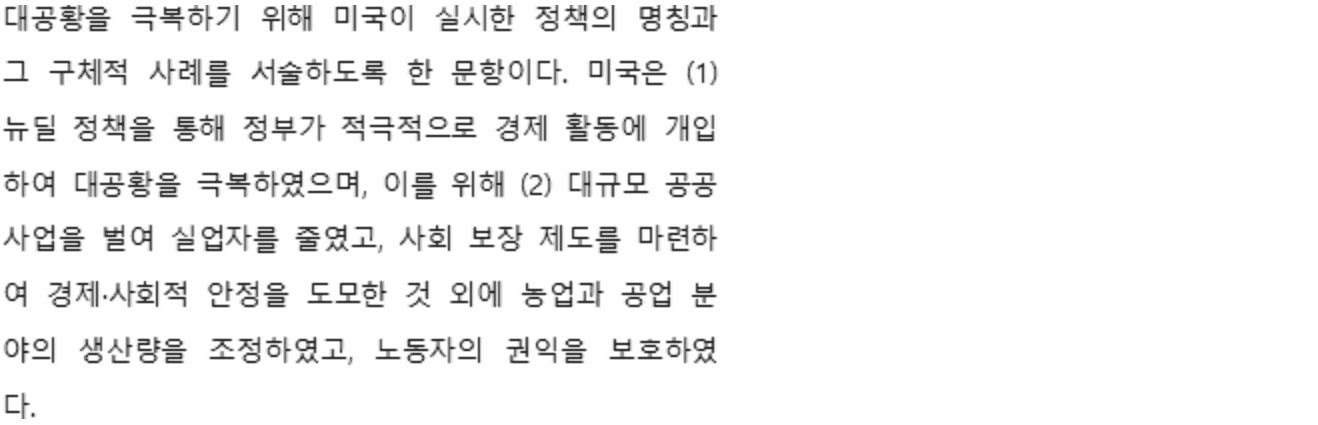 대공황을 극복하기 위해 미국이 실시한 정책의 명칭과
그 구체적 사례를 서술하도록 한 문항이다. 미국은 (1)
뉴딜 정책을 통해 정부가 적극적으로 경제 활동에 개입
하여 대공황을 극복하였으며, 이를 위해 (2) 대규모 공공
사업을 벌여 실업자를 줄였고, 사회 보장 제도를 마련하
여 경제·사회적 안정을 도모한 것 외에 농업과 공업 분
야의 생산량을 조정하였고, 노동자의 권익을 보호하였
다.